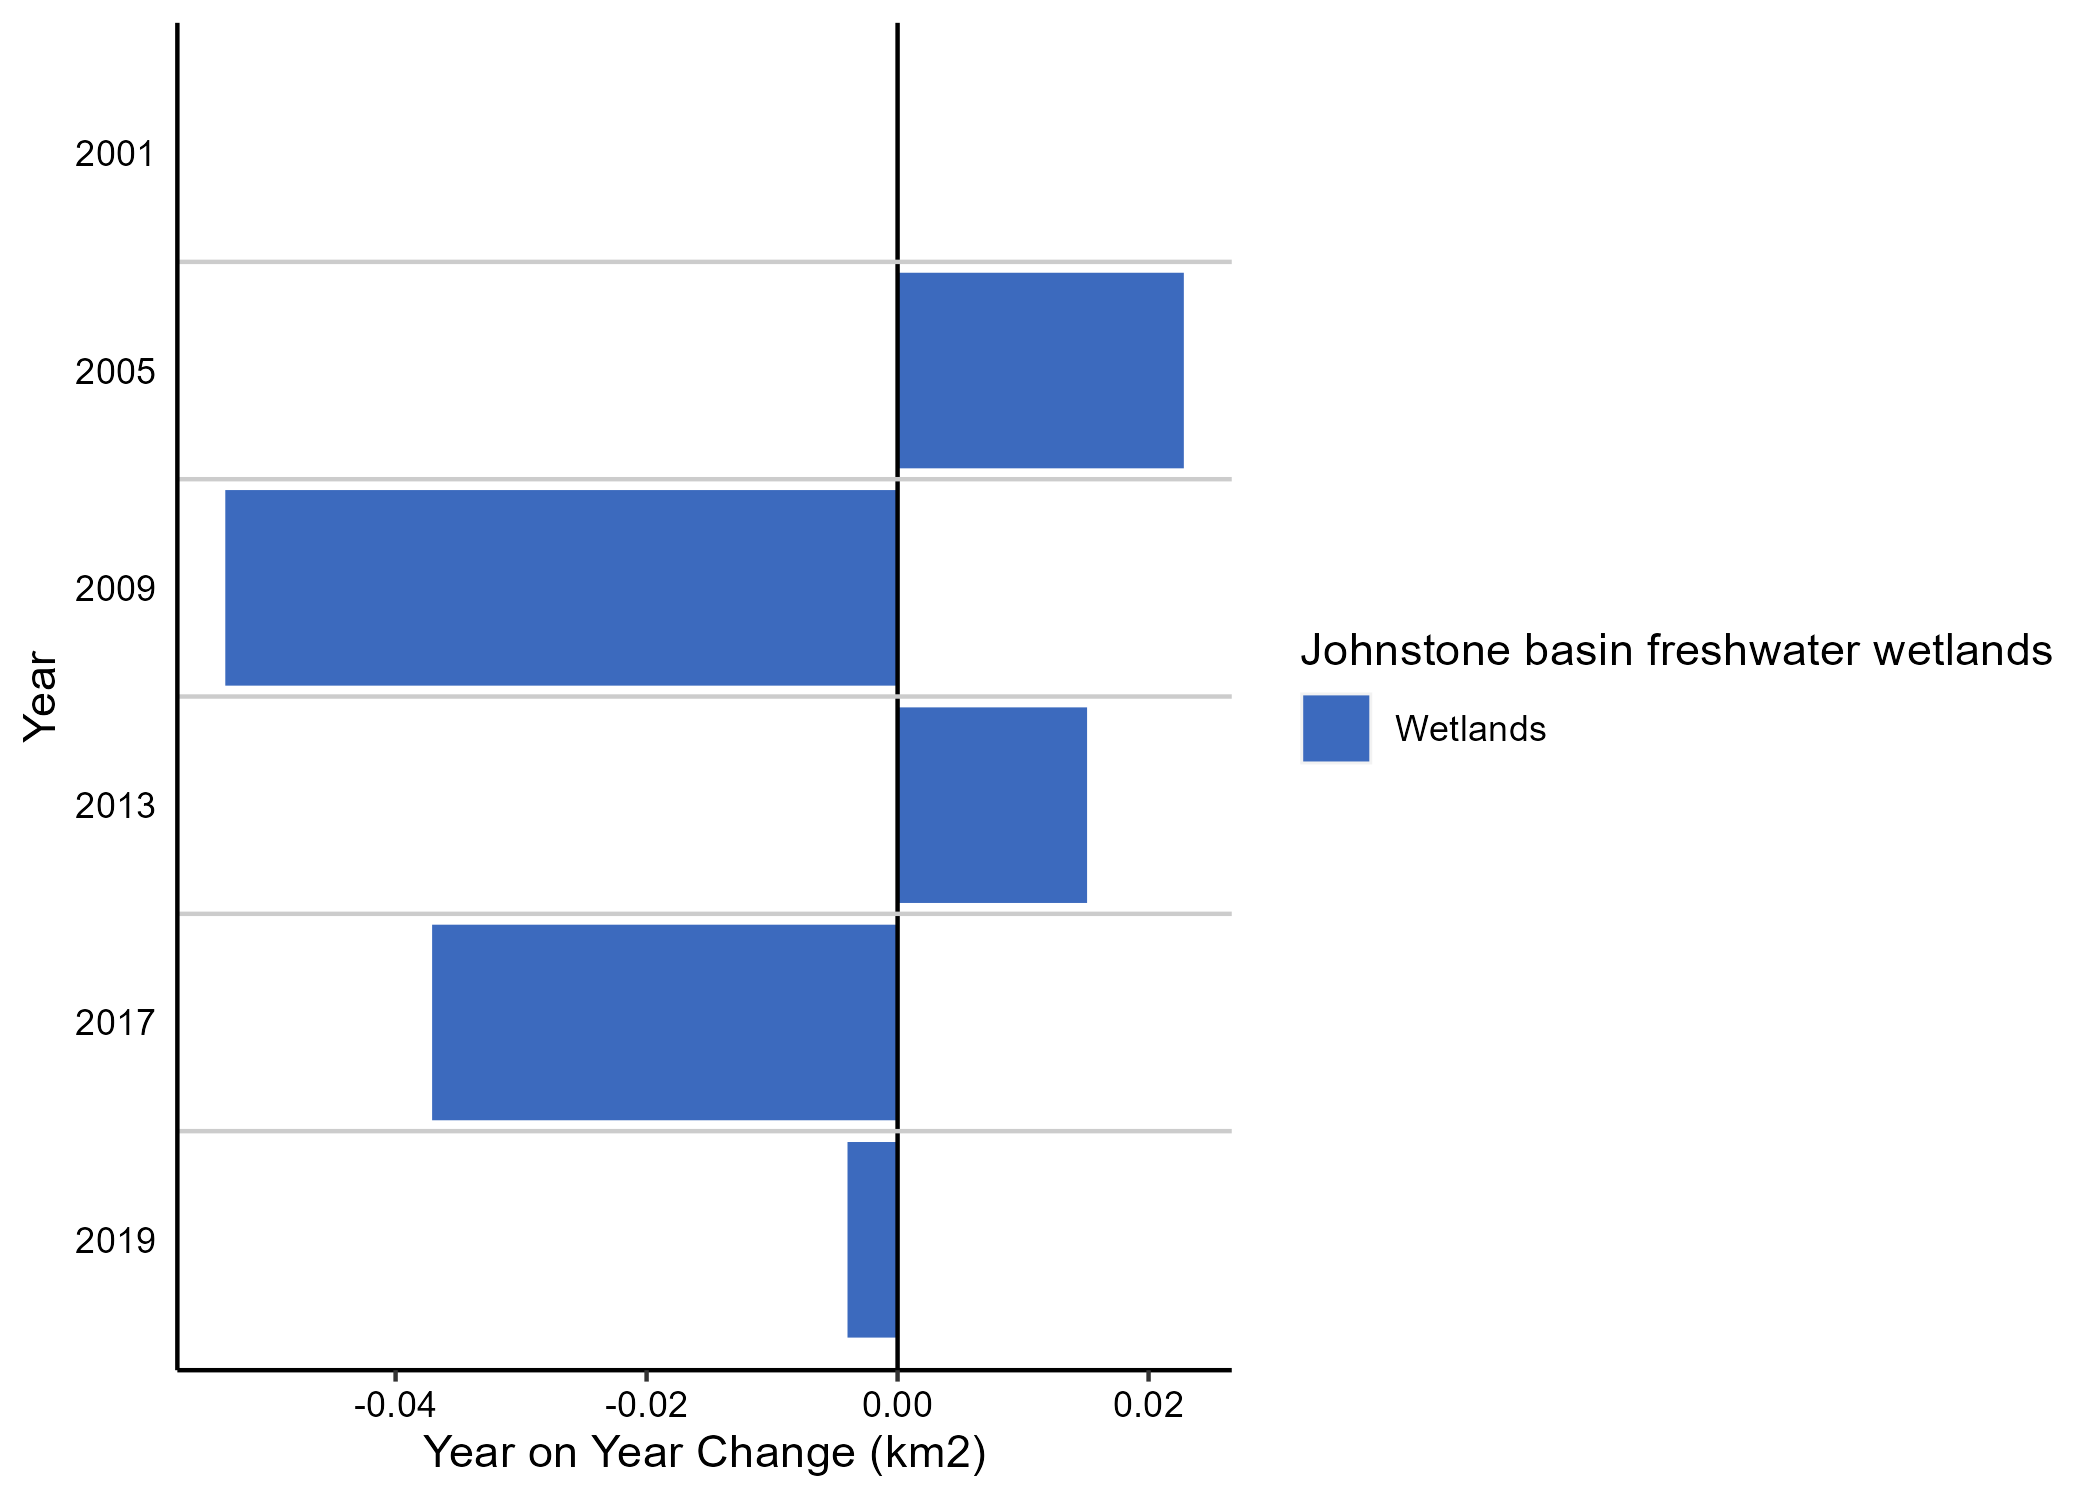 2001
2005
2009
2013
2017
2019
Year
-0.04
-0.02
0.00
0.02
Year on Year Change (km2)
Johnstone basin freshwater wetlands
Wetlands